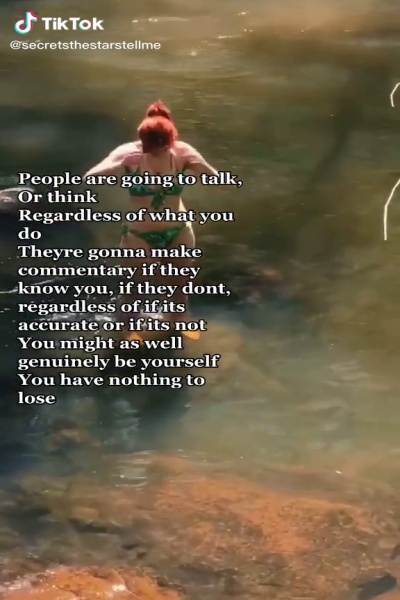 TikTok
@secretsthestarstellme
People are going to talk,
Or think
Regardless of what you
do
Theyre gonna make
commentary if they
know you, if they dont,
regardless of if its
accurate or if its not
You might as well
genuinely be yourself
You have nothing to
lose